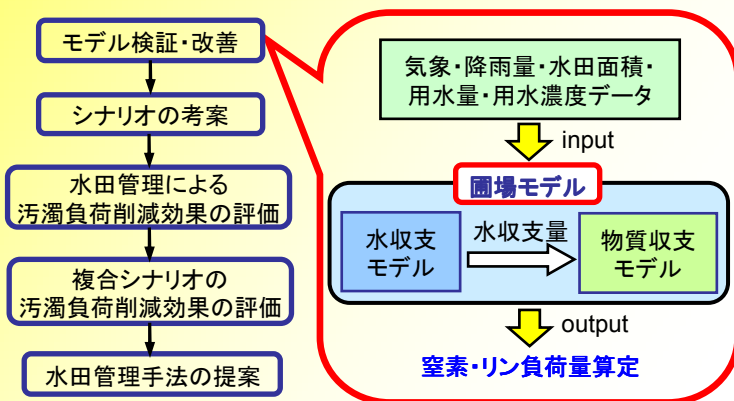 モデル検証・改善
シナリオの考案
水田管理による
汚濁負荷削減効果の評価
複合シナリオの
汚濁負荷削減効果の評価
水田管理手法の提案
気象・降雨量・水田面積・
用水量・用水濃度データ
input
圃場モデル
水収支
モデル
水収支量
物質収支
モデル
output
窒素・リン負荷量算定